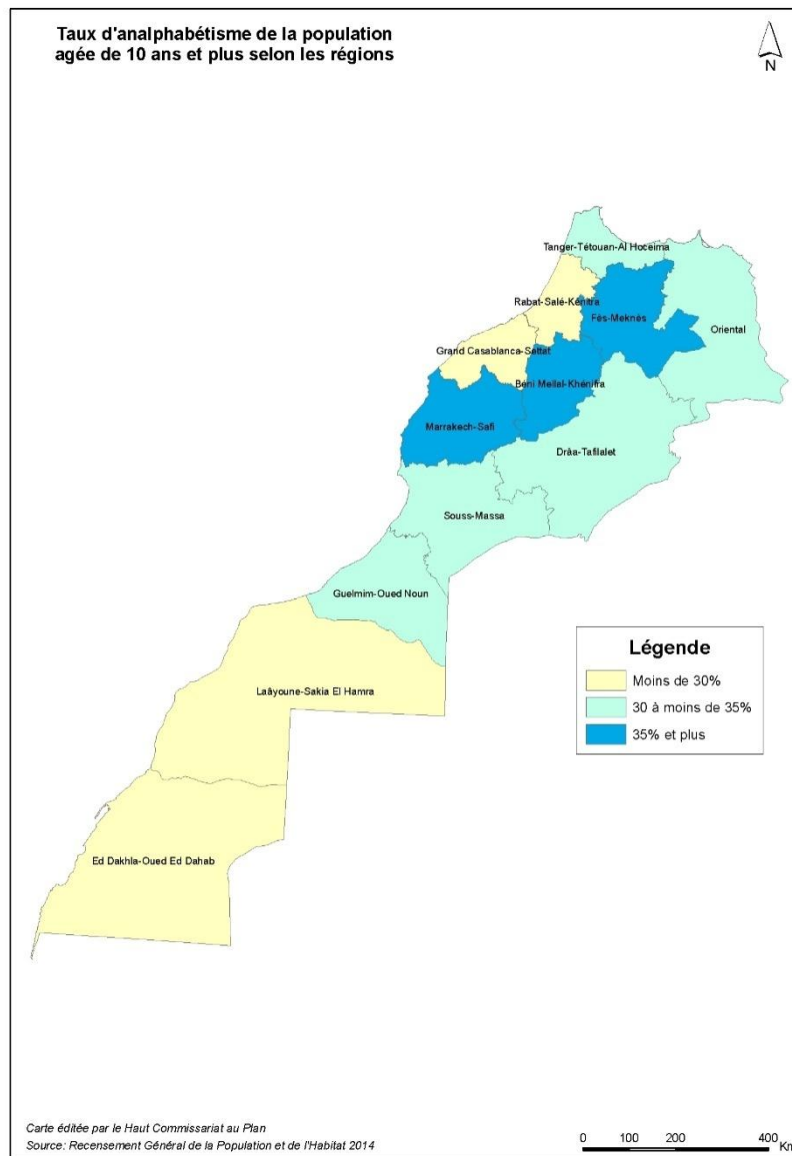 Taux d'analphabétisme de la population
agée de 10 ans et plus selon les régions
N
Tanger-Tétouan-Al Hoceima
Rabat-Salé-Kénitra
Fès-Meknès
Oriental
Grand Casablanca-Settat
Béni Mellal-Khénifra
Marrakech-Safi
Drâa-Tafilalet
Souss-Massa
Guelmim-Oued Noun
Laâyoune-Sakia El Hamra
Ed Dakhla-Oued Ed Dahab
Légende
Moins de 30%
30 à moins de 35%
35% et plus
Carte éditée par le Haut Commissariat au Plan
Source: Recensement Général de la Population et de l'Habitat 2014
0 100 200 400
Km